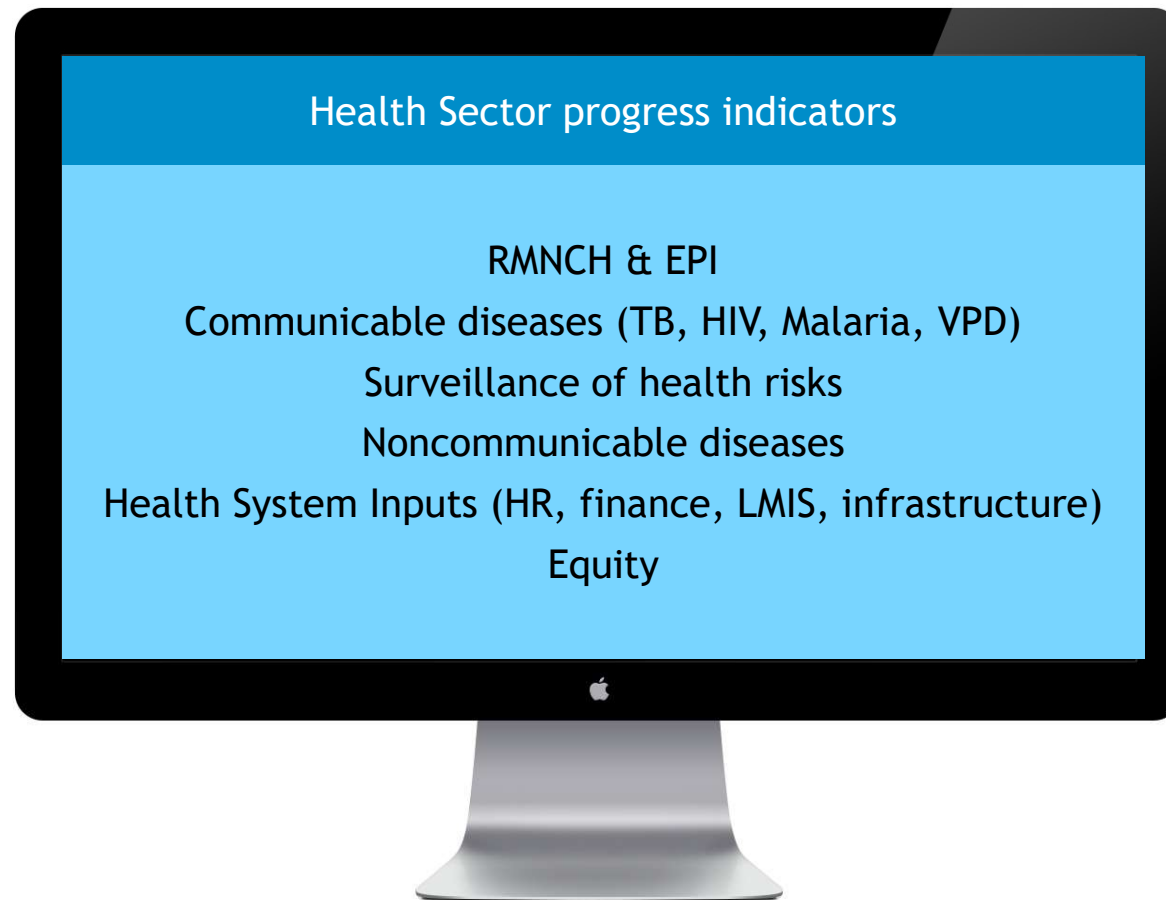 Health Sector progress indicators
RMNCH & EPI
Communicable diseases (TB, HIV, Malaria, VPD)
Surveillance of health risks
Noncommunicable diseases
Health System Inputs (HR, finance, LMIS, infrastructure)
Equity